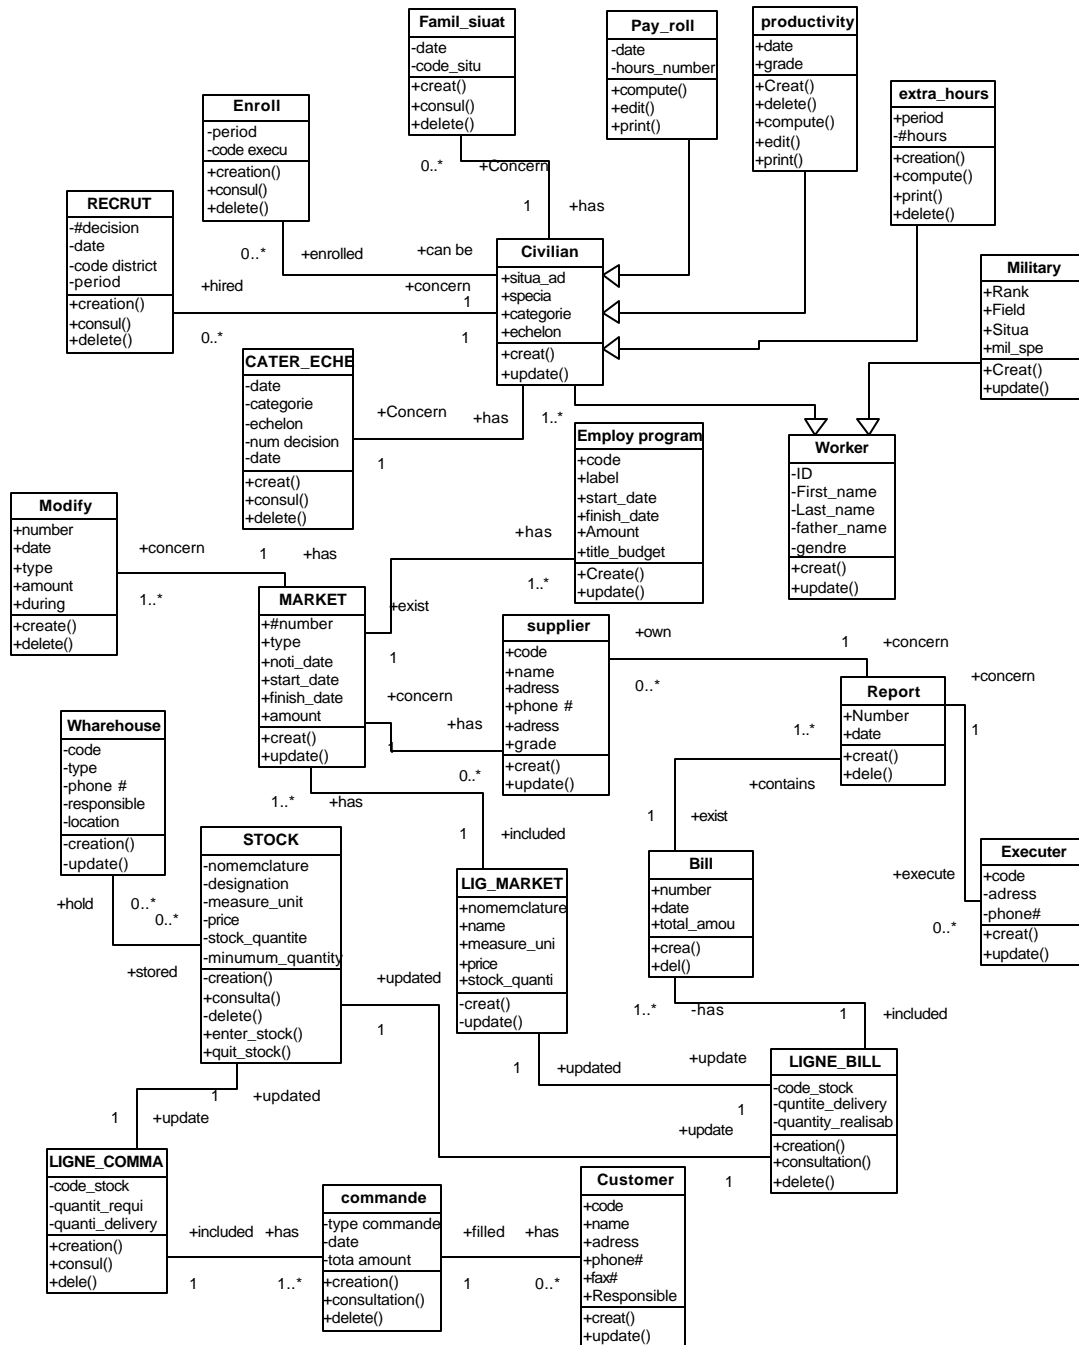 Famil_siuat
-date
-code_situ
+creat()
+consul()
+delete()
Pay_roll
-date
-hours_number
+compute()
+edit()
+print()
productivity
+date
+grade
+Creat()
+delete()
+compute()
+edit()
+print()
extra_hours
+period
-#hours
+creation()
+compute()
+print()
+delete()
Enroll
-period
-code execu
+creation()
+consul()
+delete()
0..*
+Concern
1
+has
RECRUT
-#decision
-date
-code district
-period
+creation()
+consul()
+delete()
0..*
+enrolled
+can be
+hired
+concern
1
0..*
1
Civilian
+situa_ad
+specia
+categorie
+echelon
+creat()
+update()
Military
+Rank
+Field
+Situa
+mil_spe
+Creat()
+update()
CATER_ECHE
-date
-categorie
-echelon
-num decision
-date
+creat()
+consul()
+delete()
+Concern
+has
1
1..*
Worker
-ID
-First_name
-Last_name
-father_name
-gendre
+creat()
+update()
Employ program
+code
+label
+start_date
+finish_date
+Amount
+title_budget
+Create()
+update()
Modify
+number
+date
+type
+amount
+during
+create()
+delete()
+concern
1
+has
1..*
+has
1..*
+exist
1
MARKET
+#number
+type
+noti_date
+start_date
+finish_date
+amount
+creat()
+update()
+concern
+has
1
0..*
supplier
+code
+name
+adress
+phone #
+adress
+grade
+creat()
+update()
+own
0..*
1
+concern
Report
+Number
+date
+creat()
+dele()
+concern
1
1..*
+contains
1
+exist
Wharehouse
-code
-type
-phone #
-responsible
-location
-creation()
-update()
+hold
0..*
0..*
+stored
STOCK
-nomemclature
-designation
-measure_unit
-price
-stock_quantite
-minumum_quantity
-creation()
+consulta()
-delete()
+enter_stock()
+quit_stock()
1..*
+has
1
+included
LIG_MARKET
+nomemclature
+name
+measure_uni
+price
+stock_quanti
-creat()
-update()
Bill
+number
+date
+total_amou
+crea()
+del()
Executer
+code
-adress
-phone#
+creat()
+update()
+execute
0..*
+updated
1
1..*
-has
1
+included
1
+updated
+update
1
+update
1
LIGNE_BILL
-code_stock
-quntite_delivery
-quantity_realisab
+creation()
+consultation()
+delete()
1
+updated
1
+update
LIGNE_COMMA
-code_stock
-quantit_requi
-quanti_delivery
+creation()
+consul()
+dele()
+included
+has
1
1..*
commande
-type commande
-date
-tota amount
+creation()
+consultation()
+delete()
+filled
+has
1
0..*
Customer
+code
+name
+adress
+phone#
+fax#
+Responsible
+creat()
+update()